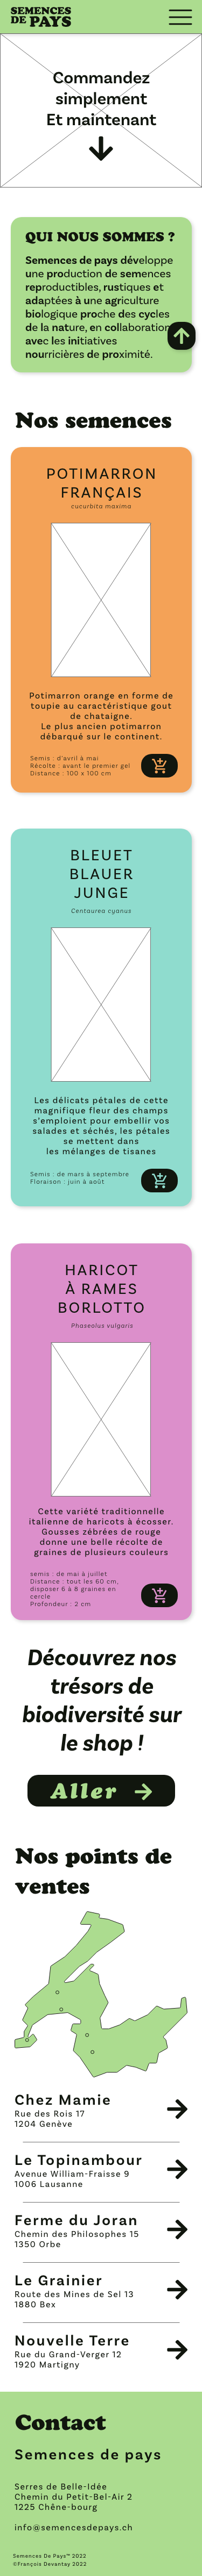 SEMENCES
DE PAYS
Commandez
simplement
Et maintenant
QUI NOUS SOMMES ?
Semences de pays développe
une production de semences
reproductibles, rustiques et
adaptées à une agriculture
biologique proche des cycles
de la nature, en collaboration
avec les initiatives
nourricières de proximité.
Nos semences
POTIMARRON
FRANÇAIS
cucurbita maxima
Potimarron orange en forme de
toupie au caractéristique gout
de chataigne.
Le plus ancien potimarron
débarqué sur le continent.
Semis : d'avril à mai
Récolte : avant le premier gel
Distance : 100 x 100 cm
BLEUET
BLAUER
JUNGE
Centaurea cyanus
Les délicats pétales de cette
magnifique fleur des champs
s'emploient pour embellir vos
salades et séchés, les pétales
se mettent dans
les mélanges de tisanes
Semis : de mars à septembre
Floraison : juin à août
HARICOT
À RAMES
BORLOTTO
Phaseolus vulgaris
Cette variété traditionnelle
italienne de haricots à écosser.
Gousses zébrées de rouge
donne une belle récolte de
graines de plusieurs couleurs
semis : de mai à juillet
Distance : tout les 60 cm,
disposer 6 à 8 graines en
cercle
Profondeur : 2 cm
Découvrez nos
trésors de
biodiversité sur
le shop !
Aller
Nos points de
ventes
Chez Mamie
Rue des Rois 17
1204 Genève
Le Topinambour
Avenue William-Fraisse 9
1006 Lausanne
Ferme du Joran
Chemin des Philosophes 15
1350 Orbe
Le Grainier
Route des Mines de Sel 13
1880 Bex
Nouvelle Terre
Rue du Grand-Verger 12
1920 Martigny
Contact
Semences de pays
Serres de Belle-Idée
Chemin du Petit-Bel-Air 2
1225 Chêne-bourg
info@semencesdepays.ch
Semences De Pays™ 2022
©François Devantay 2022